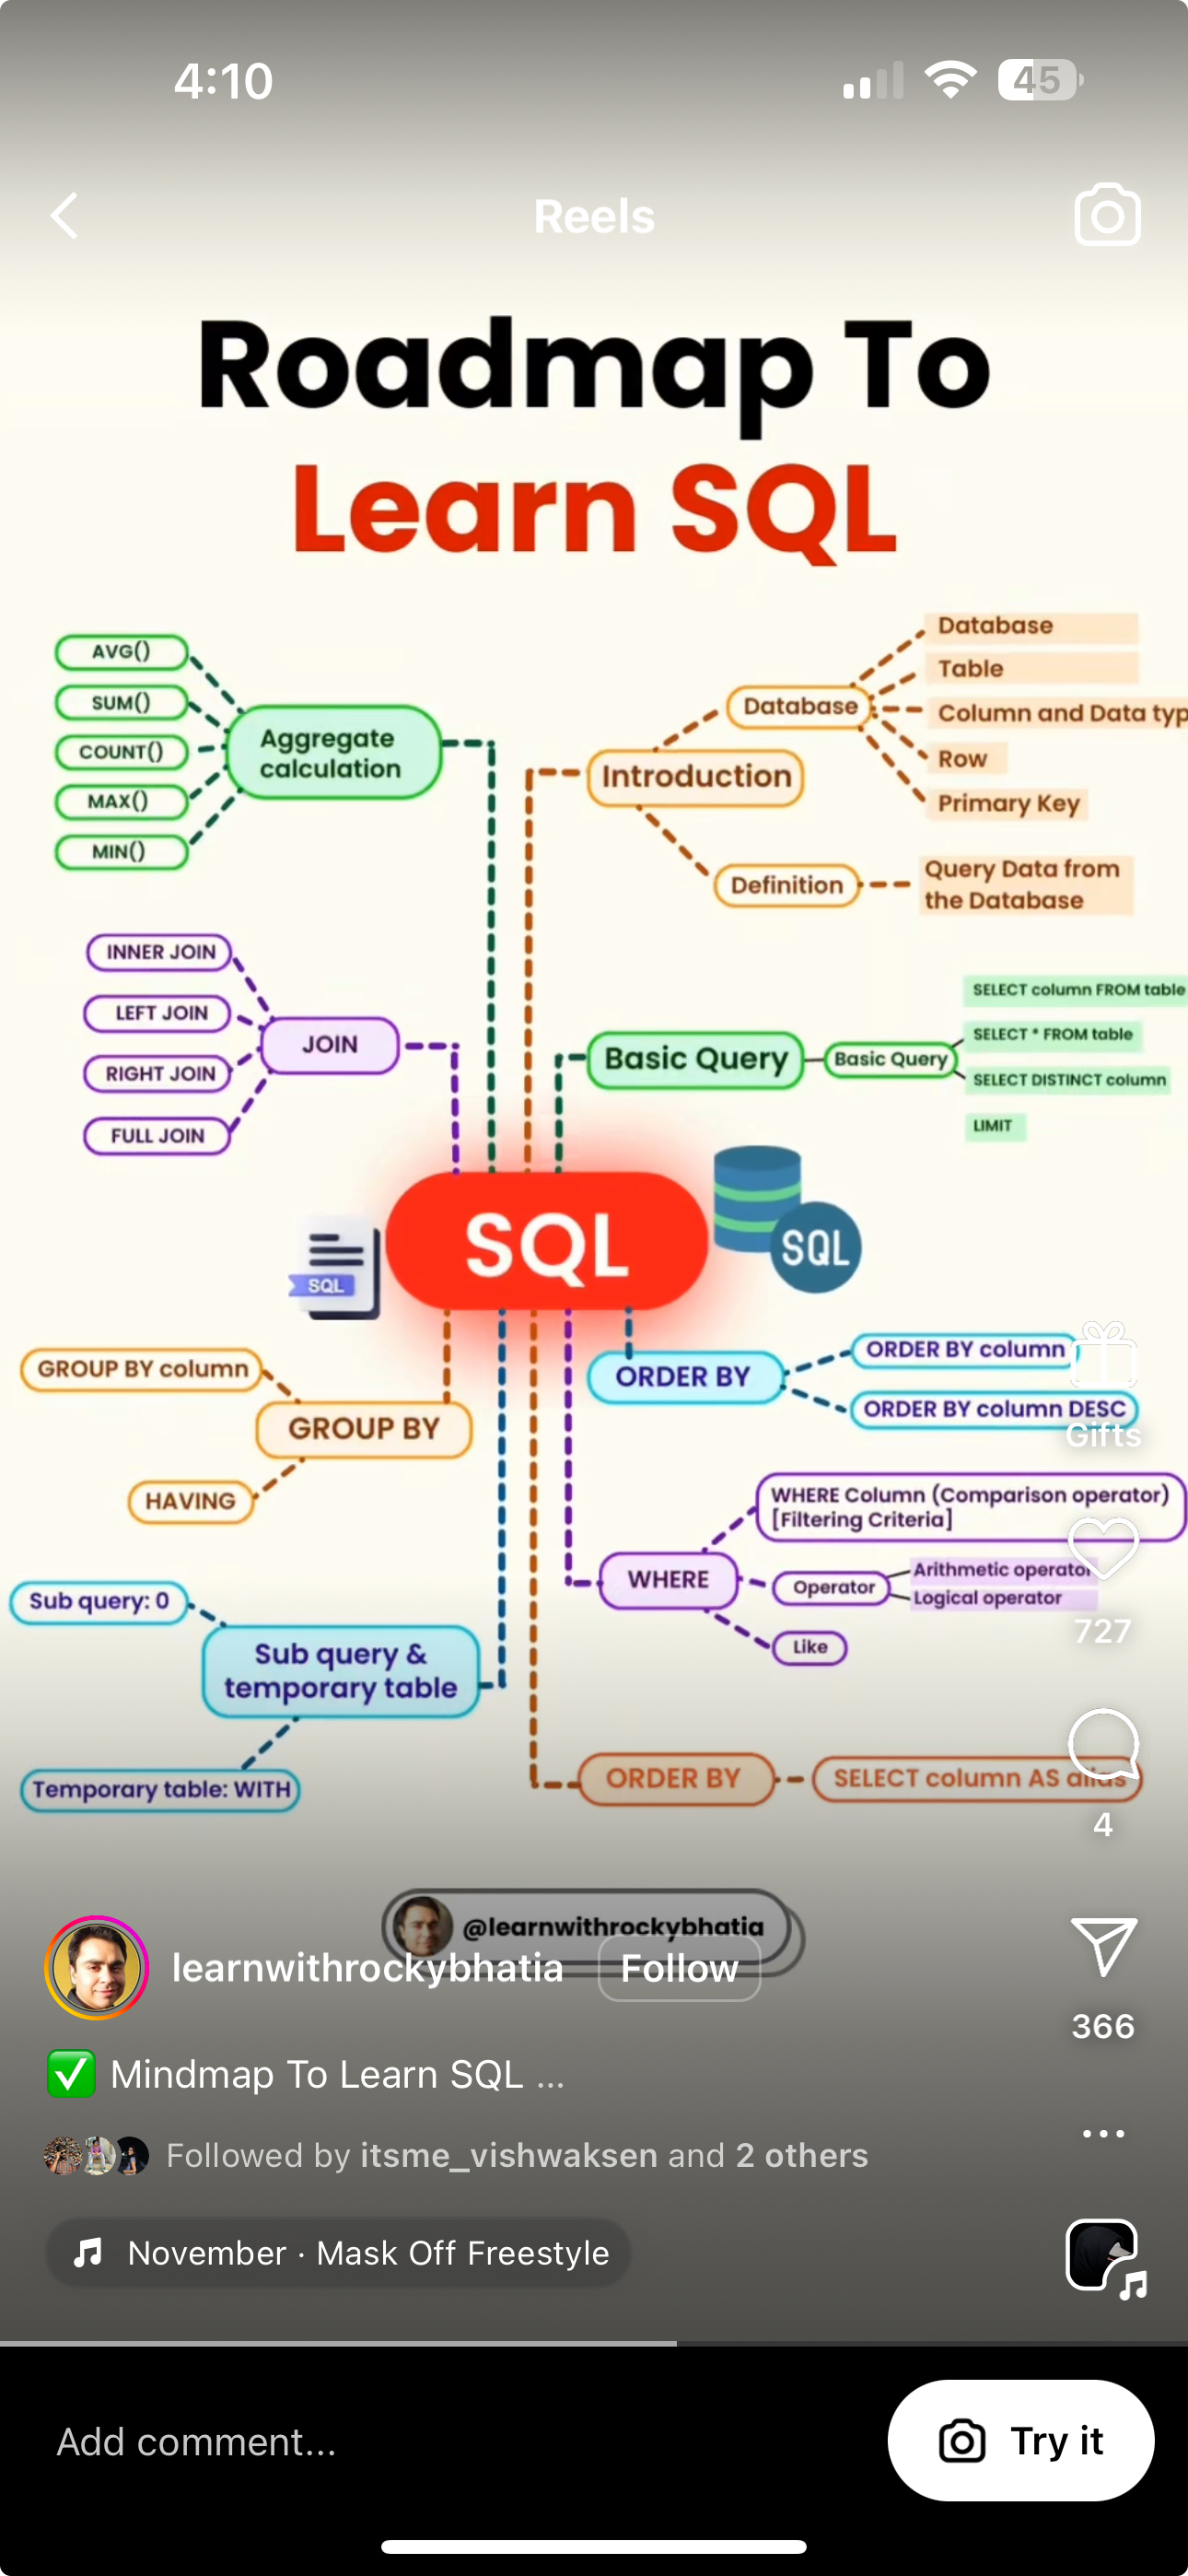 4:10
45
Reels
Roadmap To
Learn SQL
AVG()
SUM()
COUNT()
MAX()
MIN()
Aggregate
calculation
Introduction
Database
Database
Table
Column and Data typ
Row
Primary Key
Definition
Query Data from
the Database
INNER JOIN
LEFT JOIN
RIGHT JOIN
FULL JOIN
JOIN
Basic Query
Basic Query
SELECT column FROM table
SELECT * FROM table
SELECT DISTINCT column
LIMIT
SQL
SQL
SQL
GROUP BY column
GROUP BY
HAVING
ORDER BY
ORDER BY column
ORDER BY column DESC
Gifts
WHERE
WHERE Column (Comparison operator)
[Filtering Criteria]
Operator
Arithmetic operator
Logical operator
Like
727
Sub query: 0
Sub query &
temporary table
Temporary table: WITH
ORDER BY
SELECT column AS alias
4
@learnwithrockybhatia
learnwithrockybhatia
Follow
366
✅ Mindmap To Learn SQL ...
Followed by itsme_vishwaksen and 2 others
November · Mask Off Freestyle
Add comment...
Try it